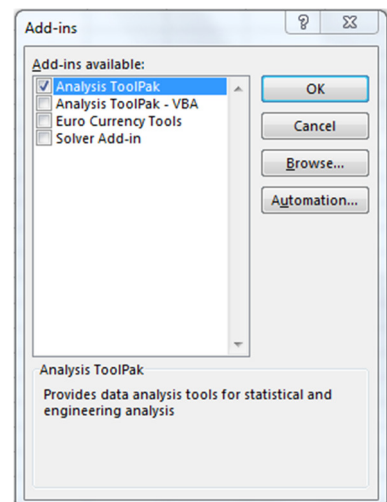 Add-ins
Add-ins available:
Analysis ToolPak
Analysis ToolPak - VBA
Euro Currency Tools
Solver Add-in
OK
Cancel
Browse...
Automation...
Analysis ToolPak
Provides data analysis tools for statistical and
engineering analysis